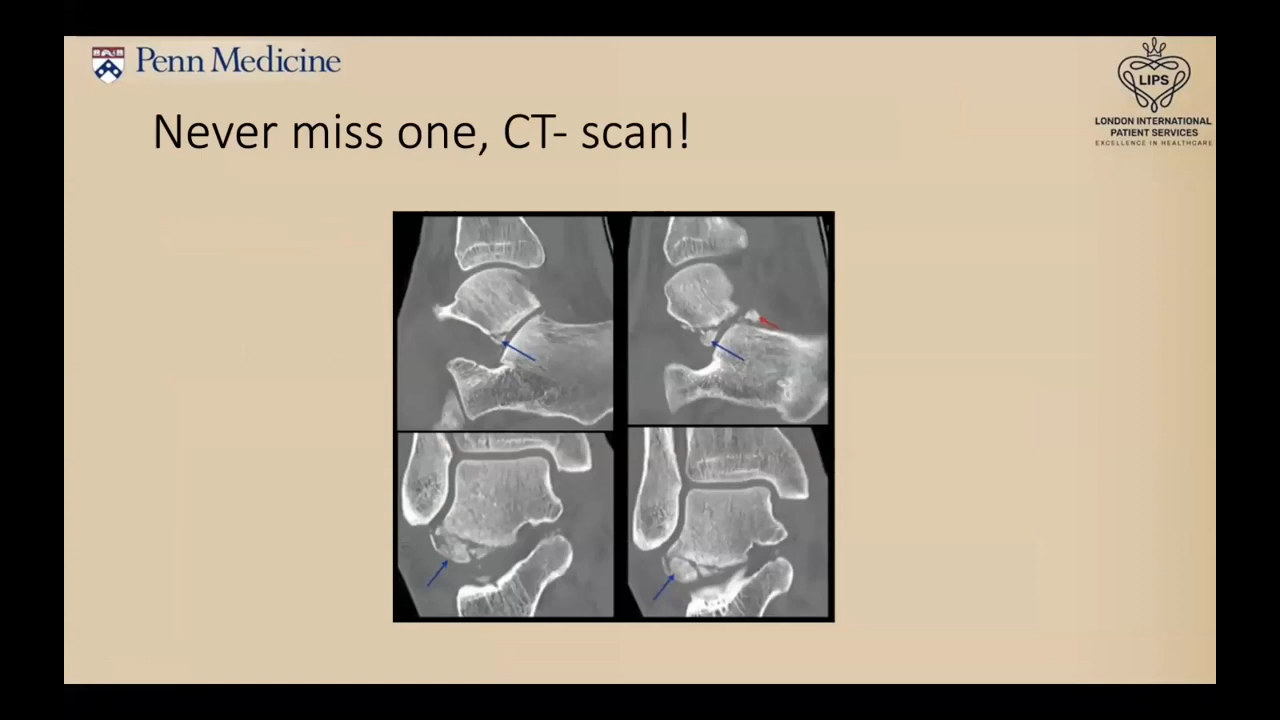 Penn Medicine
LIPS
LONDON INTERNATIONAL
PATIENT SERVICES
EXCELLENCE IN HEALTHCARE
Never miss one, CT- scan!